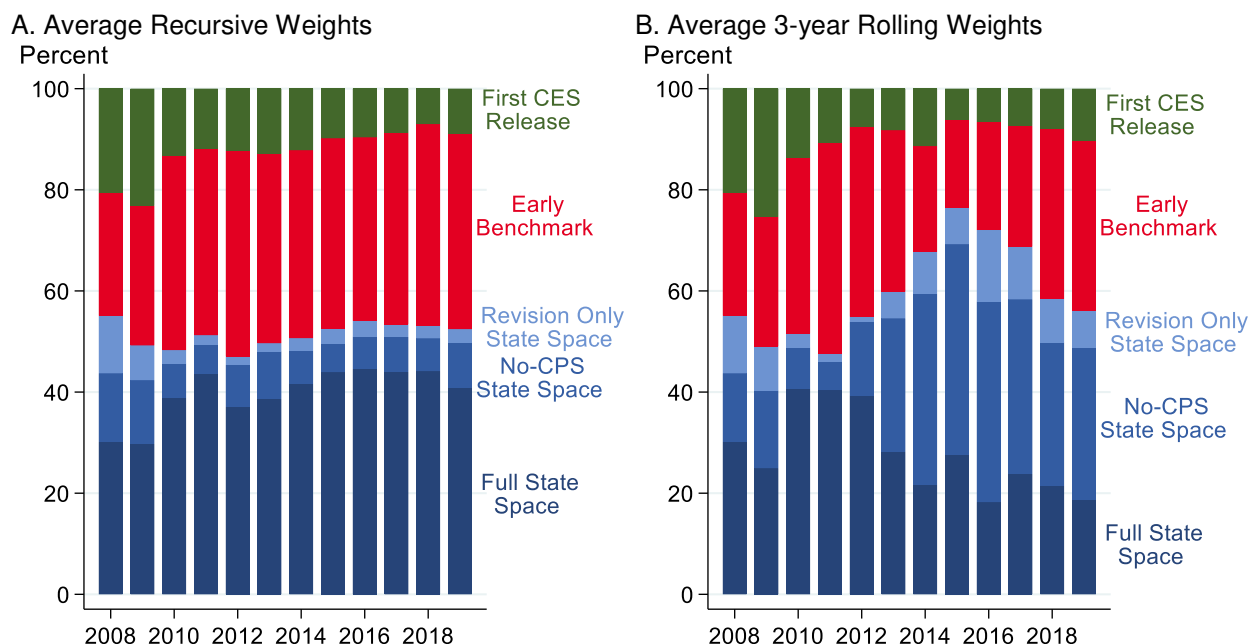 A. Average Recursive Weights
Percent
100
80
60
40
20
0
2008 2010 2012 2014 2016 2018
First CES
Release
Early
Benchmark
Revision Only
State Space
No-CPS
State Space
Full State
Space
B. Average 3-year Rolling Weights
Percent
100
80
60
40
20
0
2008 2010 2012 2014 2016 2018
First CES
Release
Early
Benchmark
Revision Only
State Space
No-CPS
State Space
Full State
Space